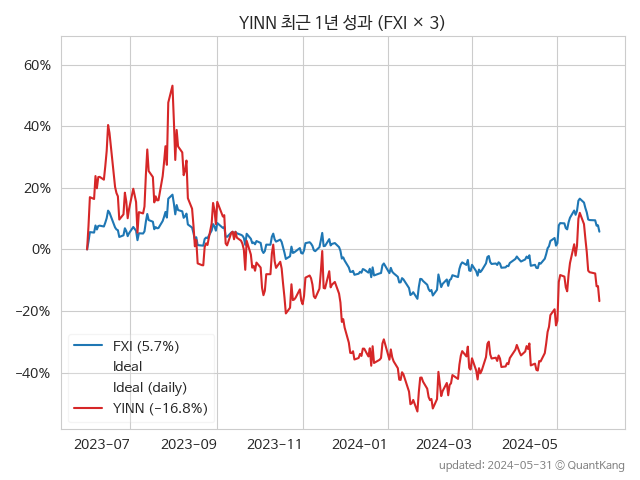 YINN 최근 1년 성과 (FXI × 3)
60%
40%
20%
0%
−20%
−40%
FXI (5.7%)
Ideal
Ideal (daily)
YINN (−16.8%)
2023-07 2023-09 2023-11 2024-01 2024-03 2024-05
updated: 2024-05-31 © QuantKang